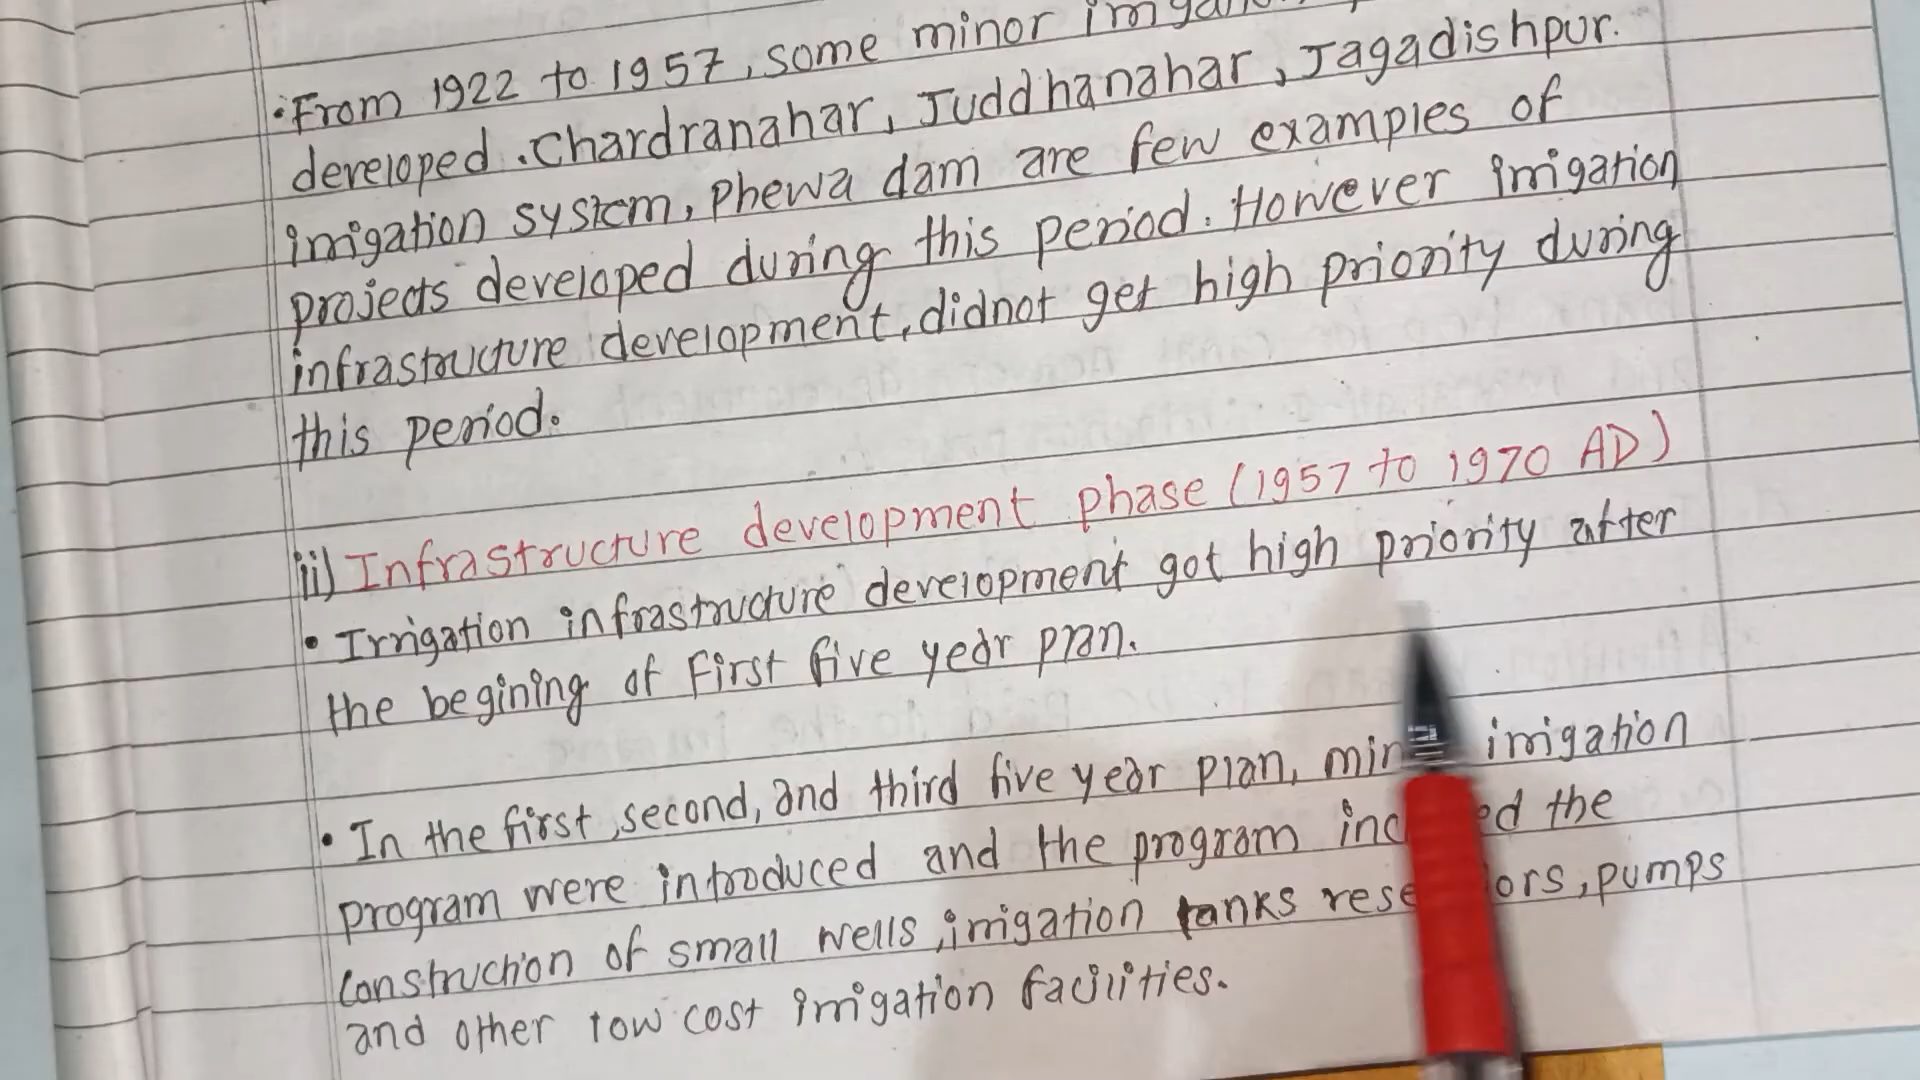 •From 1922 to 1957, some minor
developed. Chardranahar, Juddhanahar, Jagadishpur.
irrigation system, Phewa dam are few examples of
projects developed during this period. However irrigation
infrastructure development, didnot get high priority during
this period.
ii) Infrastructure development phase (1957 to 1970 AD)
• Irrigation infrastructure development got high priority after
the begining of First five year plan.
• In the first, second, and third five year plan, irrigation
program were introduced and the program the
construction of small wells, irrigation tanks pumps
and other low cost irrigation facilities.